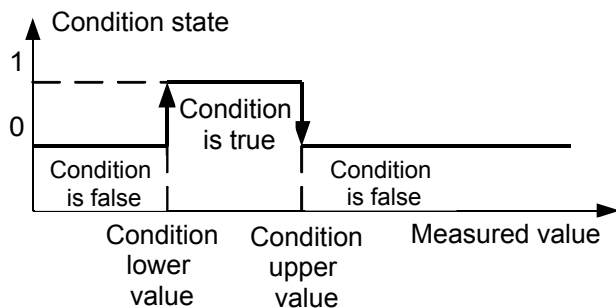 Condition state
1
0
Condition
is true
Condition
is false
Condition
is false
Condition
lower
value
Condition
upper
value
Measured value